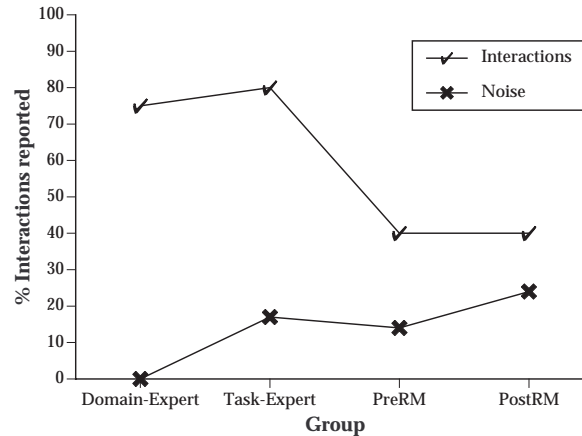 100
90
80
70
60
50
40
30
20
10
0
% Interactions reported
Interactions
Noise
Domain-Expert Task-Expert PreRM PostRM
Group